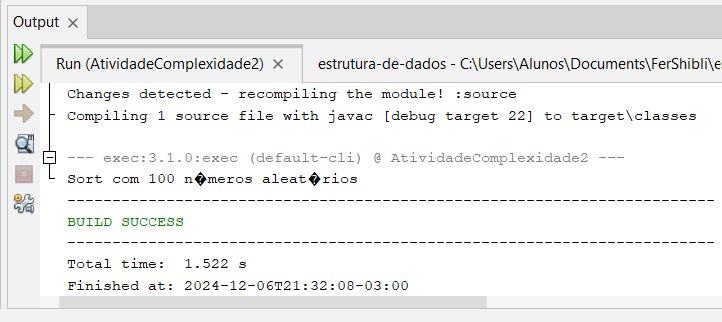 Output ×
Run (AtividadeComplexidade2) × estrutura-de-dados - C:\Users\Alunos\Documents\FerShibli\e
Changes detected - recompiling the module! :source
Compiling 1 source file with javac [debug target 22] to target\classes
--- exec:3.1.0:exec (default-cli) @ AtividadeComplexidade2 ---
Sort com 100 n�meros aleat�rios
------------------------------------------------------------------------
BUILD SUCCESS
------------------------------------------------------------------------
Total time:  1.522 s
Finished at: 2024-12-06T21:32:08-03:00